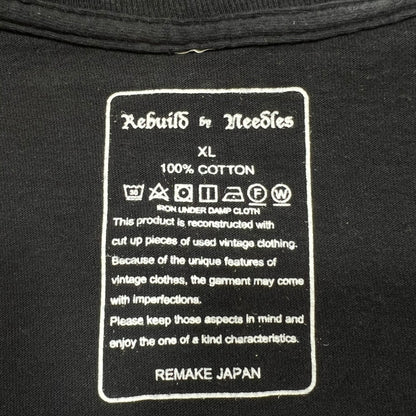 Rebuild by Needles
XL
100% COTTON
30 F W
IRON UNDER DAMP CLOTH
This product is reconstructed with
cut up pieces of used vintage clothing.
Because of the unique features of
vintage clothes, the garment may come
with imperfections.
Please keep those aspects in mind and
enjoy the one of a kind characteristics.
REMAKE JAPAN